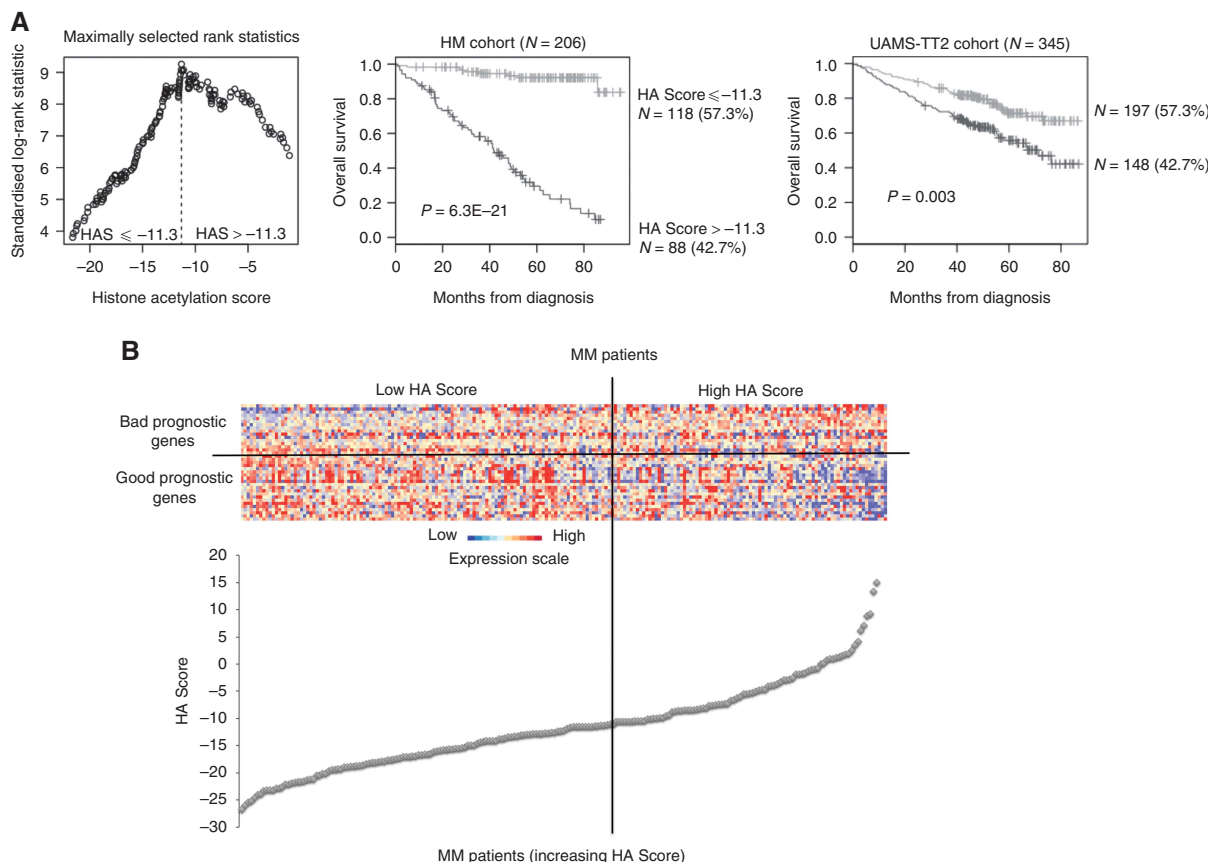 A
Maximally selected rank statistics
Standardised log-rank statistic
9
8
7
6
5
4
HAS ⩽ −11.3
HAS > −11.3
−20
−15
−10
−5
Histone acetylation score
HM cohort (N = 206)
Overall survival
1.0
0.8
0.6
0.4
0.2
0.0
P = 6.3E−21
HA Score ⩽ −11.3
N = 118 (57.3%)
HA Score > −11.3
N = 88 (42.7%)
0
20
40
60
80
Months from diagnosis
UAMS-TT2 cohort (N = 345)
Overall survival
1.0
0.8
0.6
0.4
0.2
0.0
P = 0.003
N = 197 (57.3%)
N = 148 (42.7%)
0
20
40
60
80
Months from diagnosis
B
MM patients
Low HA Score
High HA Score
Bad prognostic
genes
Good prognostic
genes
Low
High
Expression scale
HA Score
20
15
10
5
0
−5
−10
−15
−20
−25
−30
MM patients (increasing HA Score)